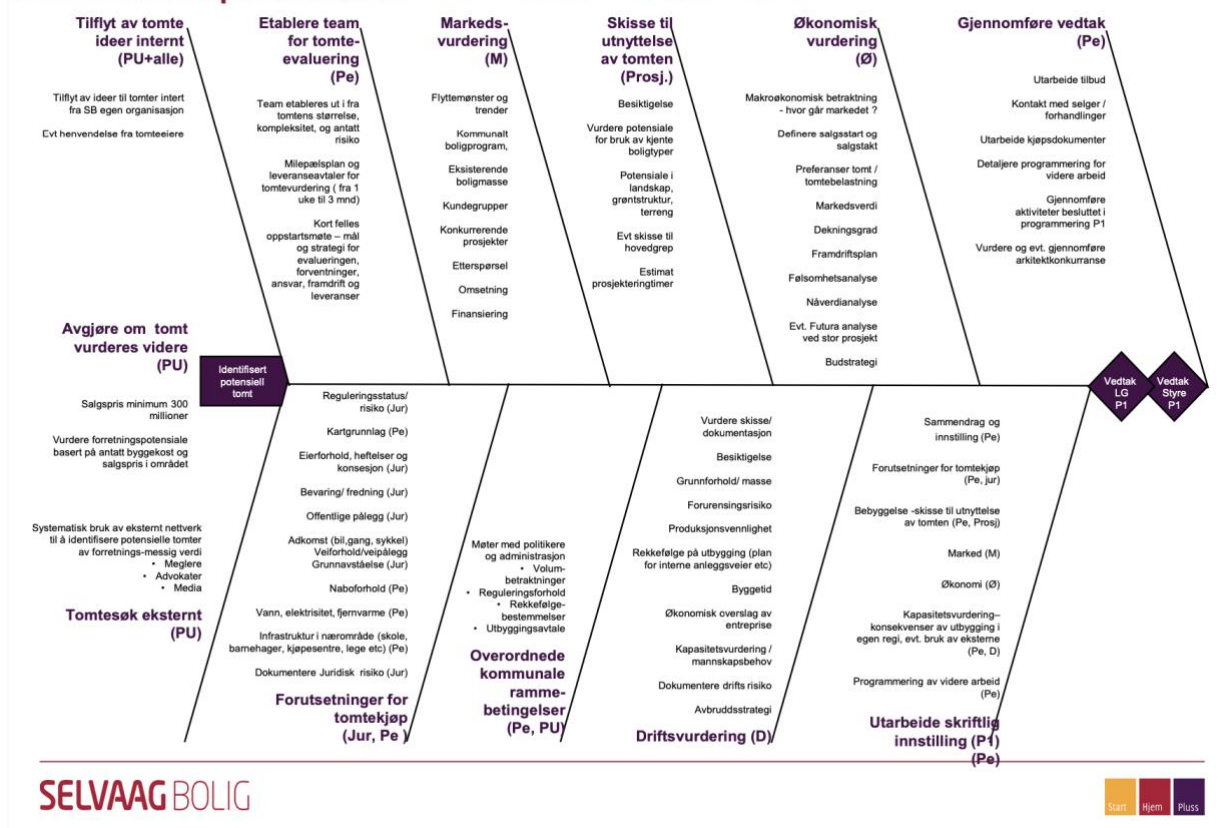 Tilflyt av tomte
ideer internt
(PU+alle)
Tilflyt av ideer til tomter intert
fra SB egen organisasjon
Evt henvendelse fra tomteeiere
Etablere team
for tomte-
evaluering
(Pe)
Team etableres ut i fra
tomtens størrelse,
kompleksitet, og antatt
risiko
Milepælsplan og
leveranseavtaler for
tomtevurdering ( fra 1
uke til 3 mnd)
Kort felles
oppstartsmøte – mål
og strategi for
evalueringen,
forventninger,
ansvar, framdrift og
leveranser
Markeds-
vurdering
(M)
Flyttemønster og
trender
Kommunalt
boligprogram,
Eksisterende
boligmasse
Kundegrupper
Konkurrerende
prosjekter
Etterspørsel
Omsetning
Finansiering
Skisse til
utnyttelse
av tomten
(Prosj.)
Besiktigelse
Vurdere potensiale
for bruk av kjente
boligtyper
Potensiale i
landskap,
grøntstruktur,
terreng
Evt skisse til
hovedgrep
Estimat
prosjekteringtimer
Økonomisk
vurdering
(Ø)
Makroøkonomisk betraktning
- hvor går markedet ?
Definere salgsstart og
salgstakt
Preferanser tomt /
tomtebelastning
Markedsverdi
Dekningsgrad
Framdriftsplan
Følsomhetsanalyse
Nåverdianalyse
Evt. Futura analyse
ved stor prosjekt
Budstrategi
Gjennomføre vedtak
(Pe)
Utarbeide tilbud
Kontakt med selger /
forhandlinger
Utarbeide kjøpsdokumenter
Detaljere programmering for
videre arbeid
Gjennomføre
aktiviteter besluttet i
programmering P1
Vurdere og evt. gjennomføre
arkitektkonkurranse
Avgjøre om tomt
vurderes videre
(PU)
Salgspris minimum 300
millioner
Vurdere forretningspotensiale
basert på antatt byggekost og
salgspris i området
Identifisert
potensiell
tomt
Vedtak
LG
P1
Vedtak
Styre
P1
Systematisk bruk av eksternt nettverk
til å identifisere potensielle tomter
av forretnings-messig verdi
• Meglere
• Advokater
• Media
Tomtesøk eksternt
(PU)
Reguleringsstatus/
risiko (Jur)
Kartgrunnlag (Pe)
Eierforhold, heftelser og
konsesjon (Jur)
Bevaring/ fredning (Jur)
Offentlige pålegg (Jur)
Adkomst (bil,gang, sykkel)
Veiforhold/veipålegg
Grunnavståelse (Jur)
Naboforhold (Pe)
Vann, elektrisitet, fjernvarme (Pe)
Infrastruktur i nærområde (skole,
barnehager, kjøpesentre, lege etc) (Pe)
Dokumentere Juridisk risiko (Jur)
Forutsetninger for
tomtekjøp
(Jur, Pe )
Møter med politikere
og administrasjon
• Volum-
betraktninger
• Reguleringsforhold
• Rekkefølge-
bestemmelser
• Utbyggingsavtale
Overordnede
kommunale
ramme-
betingelser
(Pe, PU)
Vurdere skisse/
dokumentasjon
Besiktigelse
Grunnforhold/ masse
Forurensingsrisiko
Produksjonsvennlighet
Rekkefølge på utbygging (plan
for interne anleggsveier etc)
Byggetid
Økonomisk overslag av
entreprise
Kapasitetsvurdering /
mannskapsbehov
Dokumentere drifts risiko
Avbruddsstrategi
Driftsvurdering (D)
Sammendrag og
innstilling (Pe)
Forutsetninger for tomtekjøp
(Pe, jur)
Bebyggelse -skisse til utnyttelse
av tomten (Pe, Prosj)
Marked (M)
Økonomi (Ø)
Kapasitetsvurdering–
konsekvenser av utbygging i
egen regi, evt. bruk av eksterne
(Pe, D)
Programmering av videre arbeid
(Pe)
Utarbeide skriftlig
innstilling (P1)
(Pe)
SELVAAG BOLIG
Start Hjem Pluss